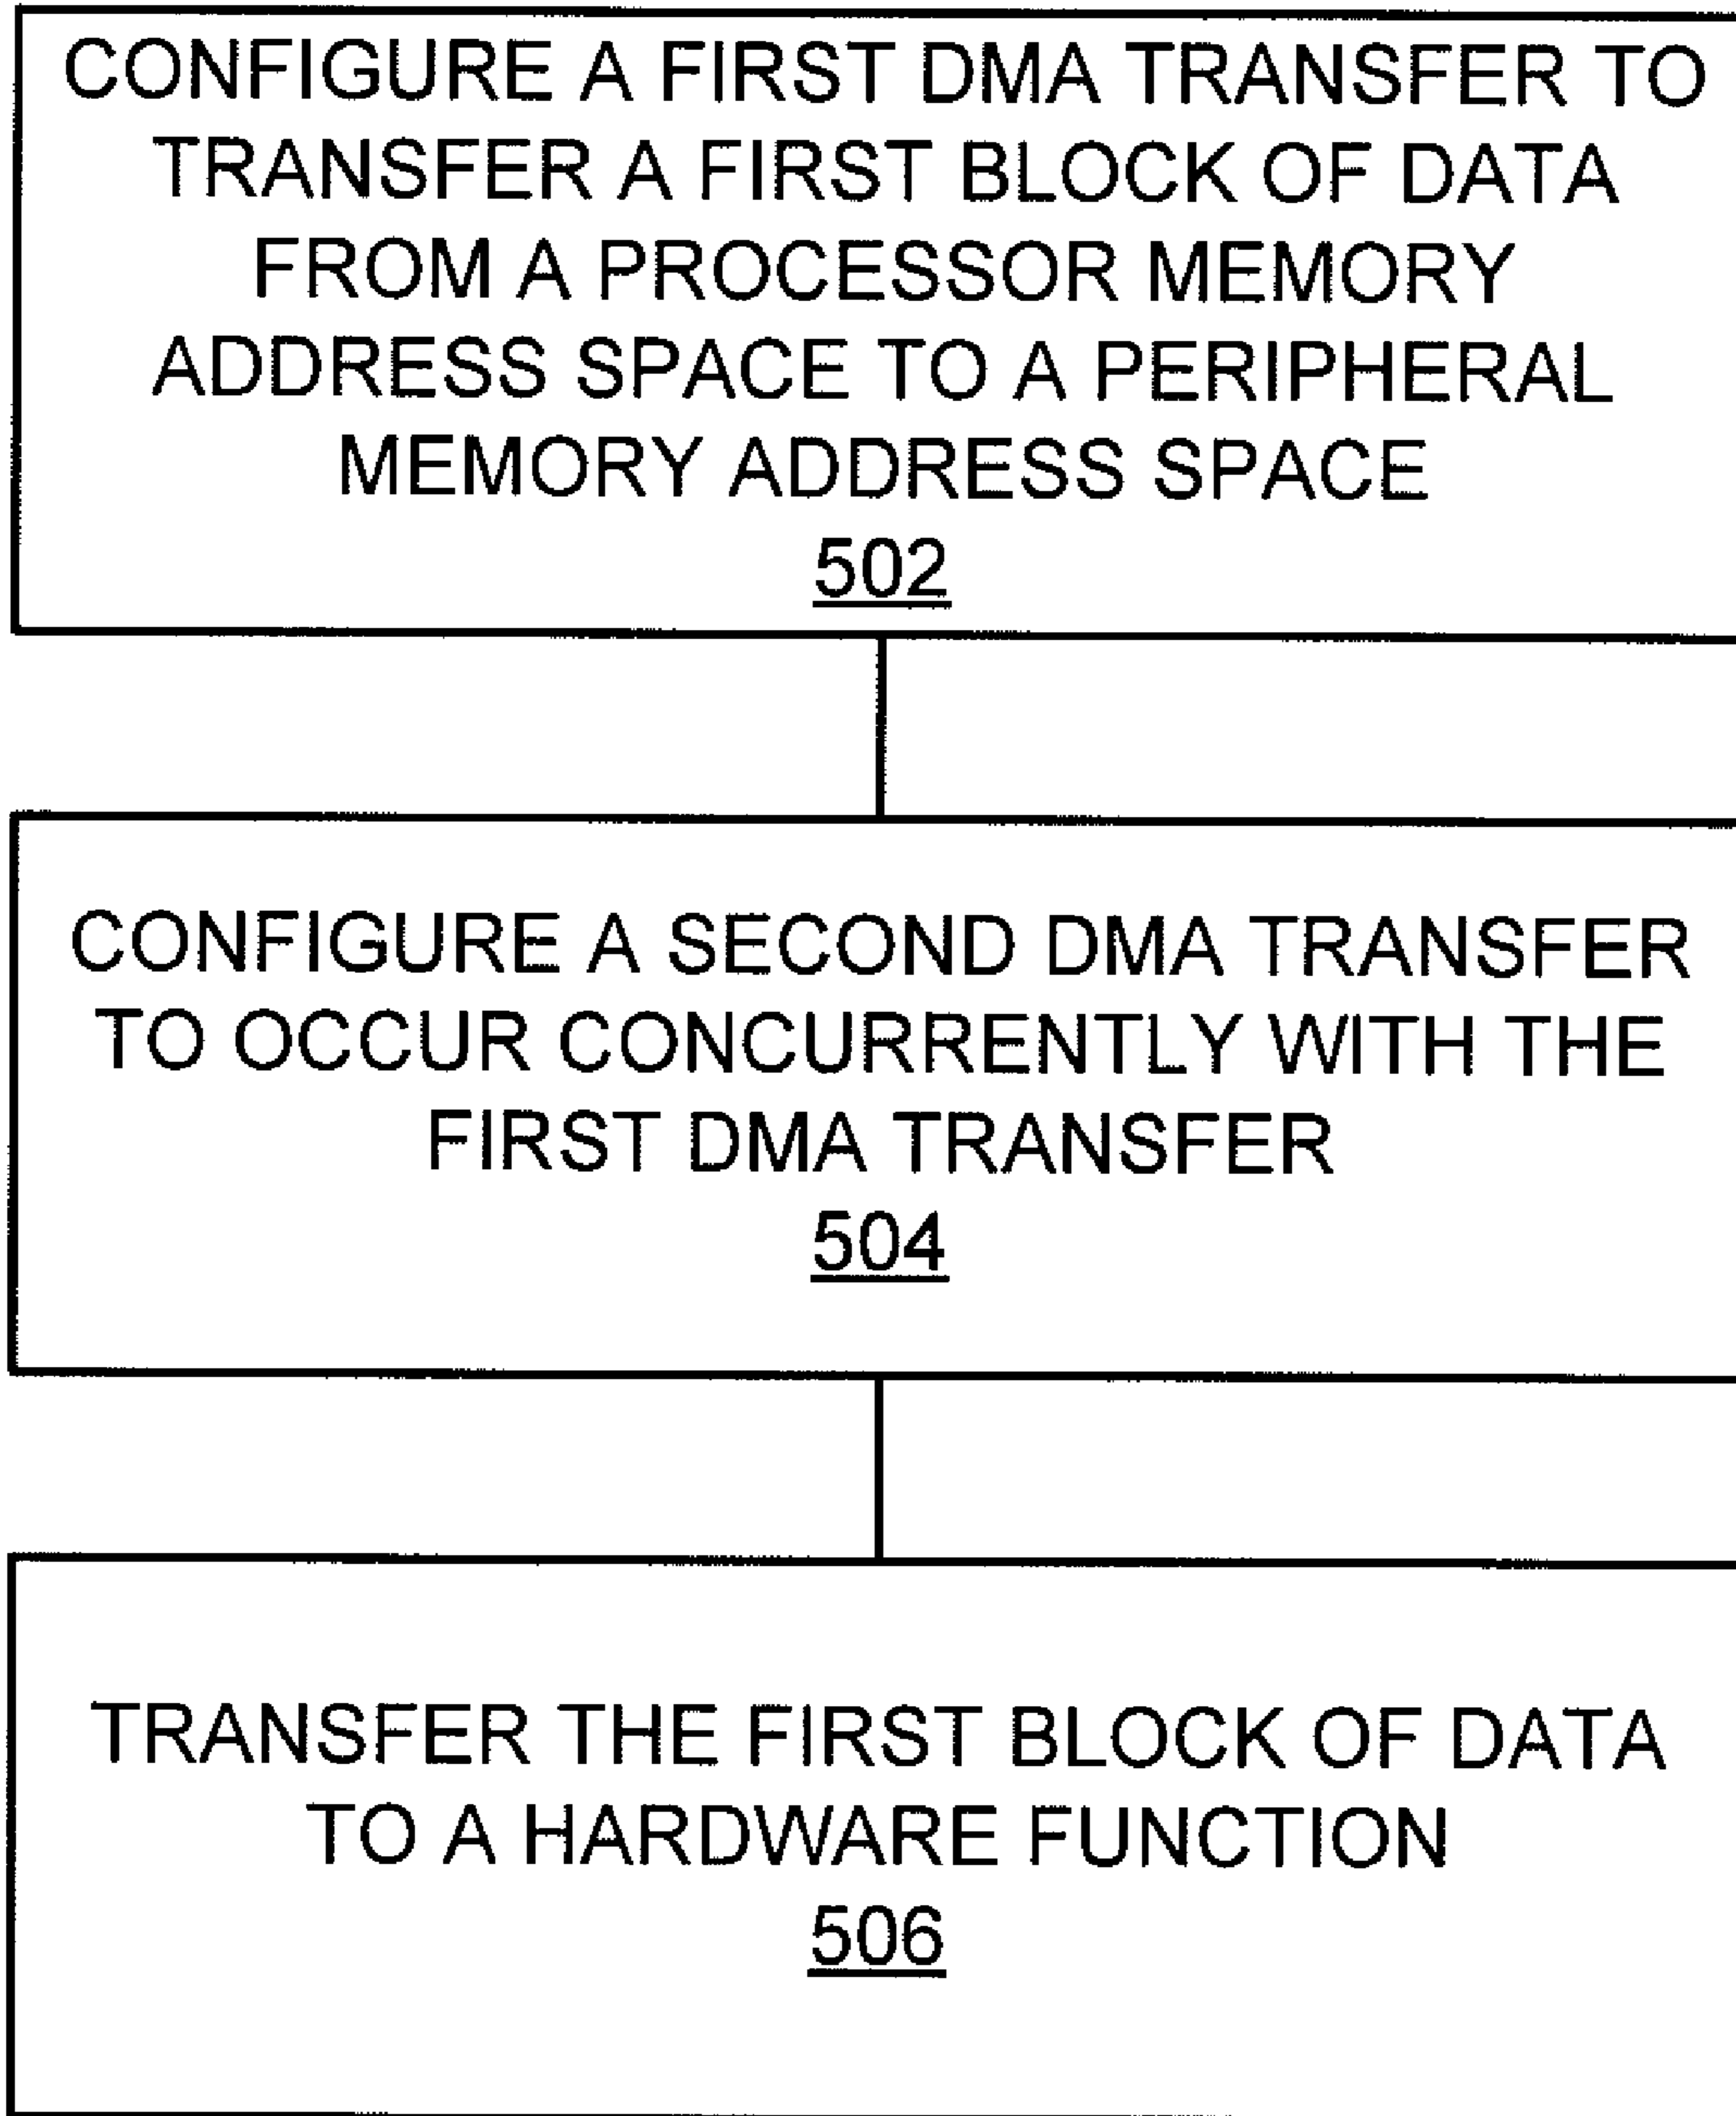 CONFIGURE A FIRST DMA TRANSFER TO
TRANSFER A FIRST BLOCK OF DATA
FROM A PROCESSOR MEMORY
ADDRESS SPACE TO A PERIPHERAL
MEMORY ADDRESS SPACE
502
CONFIGURE A SECOND DMA TRANSFER
TO OCCUR CONCURRENTLY WITH THE
FIRST DMA TRANSFER
504
TRANSFER THE FIRST BLOCK OF DATA
TO A HARDWARE FUNCTION
506